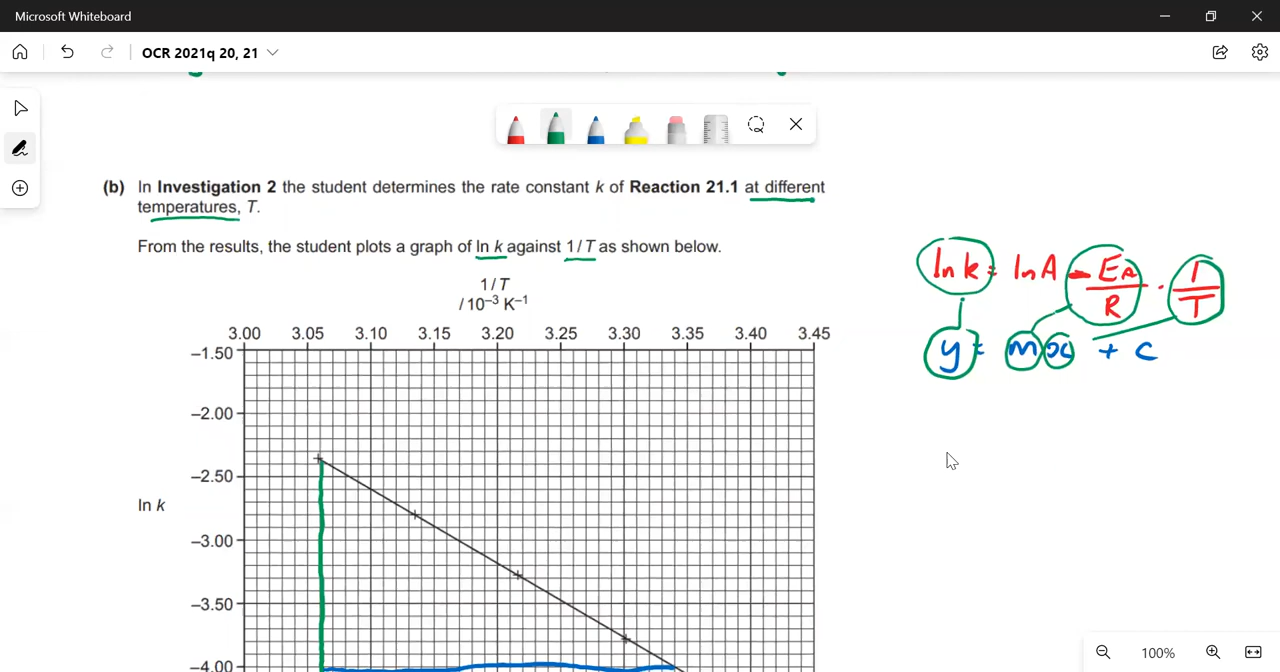 Microsoft Whiteboard
OCR 2021q 20, 21
(b) In Investigation 2 the student determines the rate constant k of Reaction 21.1 at different
temperatures, T.
From the results, the student plots a graph of ln k against 1/T as shown below.
1/T
/10⁻³ K⁻¹
3.00 3.05 3.10 3.15 3.20 3.25 3.30 3.35 3.40 3.45
−1.50
−2.00
−2.50
ln k
−3.00
−3.50
−4.00
ln k = ln A − EA/R · 1/T
y = mx + c
100%